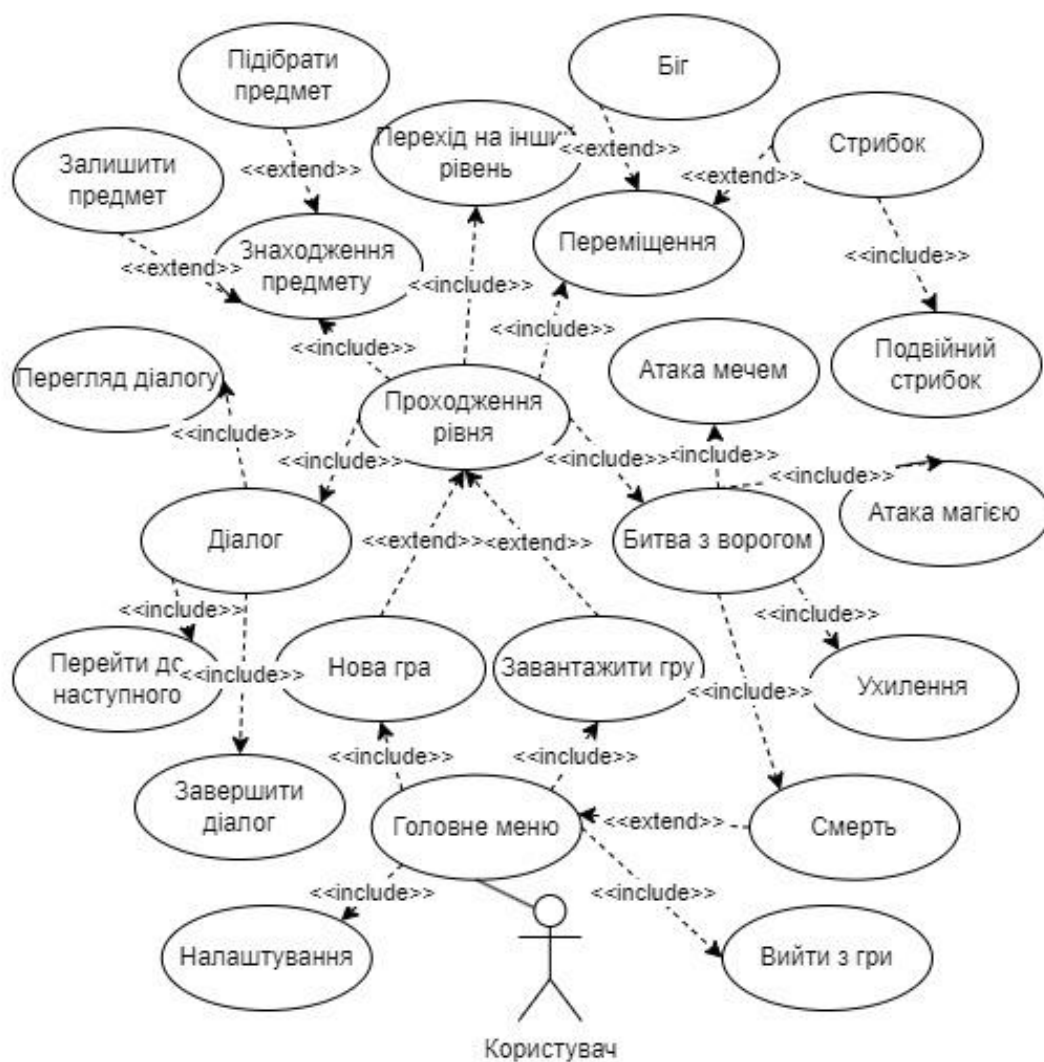 Підібрати
предмет
Біг
Перехід на інший
рівень
Стрибок
Залишити
предмет
<<extend>>
<<extend>>
<<extend>>
Знаходження
предмету
Переміщення
<<extend>>
<<include>>
<<include>>
<<include>>
<<include>>
Перегляд діалогу
Проходження
рівня
Атака мечем
Подвійний
стрибок
<<include>>
<<include>>
<<include>>
<<include>>
<<include>>
Діалог
<<extend>>
<<extend>>
Битва з ворогом
Атака магією
<<include>>
<<include>>
Перейти до
наступного
<<include>>
Нова гра
Завантажити гру
<<include>>
Ухилення
<<include>>
<<include>>
Завершити
діалог
Головне меню
<<extend>>
Смерть
<<include>>
<<include>>
Налаштування
Вийти з гри
Користувач